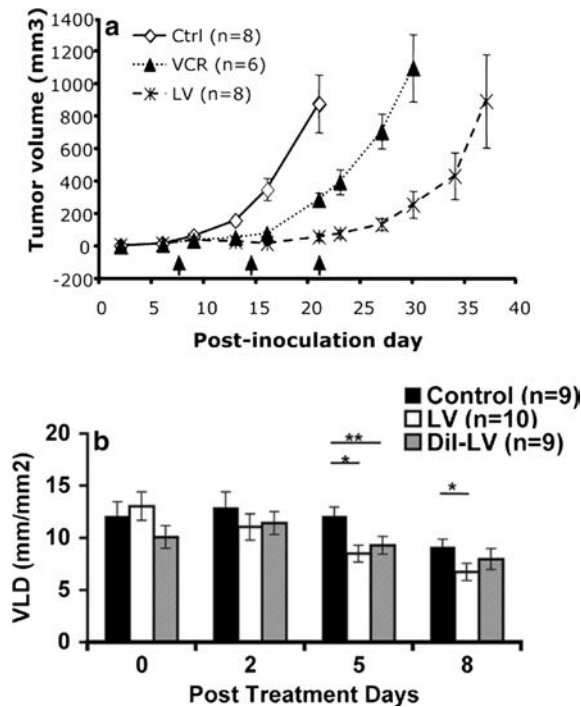 a
Ctrl (n=8)
VCR (n=6)
LV (n=8)
Tumor volume (mm3)
1400
1200
1000
800
600
400
200
0
-200
0 5 10 15 20 25 30 35 40
Post-inoculation day
b
Control (n=9)
LV (n=10)
DiI-LV (n=9)
VLD (mm/mm2)
20
15
10
5
0
**
*
*
0 2 5 8
Post Treatment Days